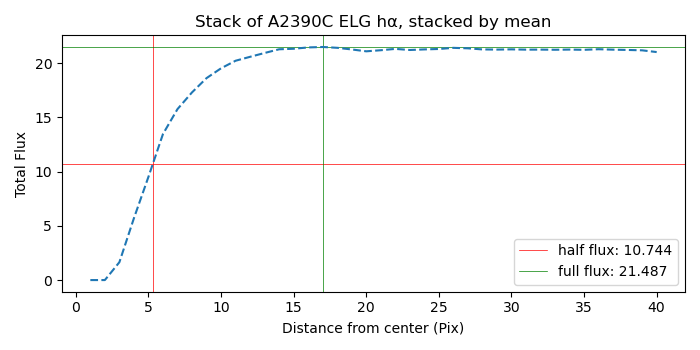 Stack of A2390C ELG hα, stacked by mean
Total Flux
20
15
10
5
0
half flux: 10.744
full flux: 21.487
0 5 10 15 20 25 30 35 40
Distance from center (Pix)